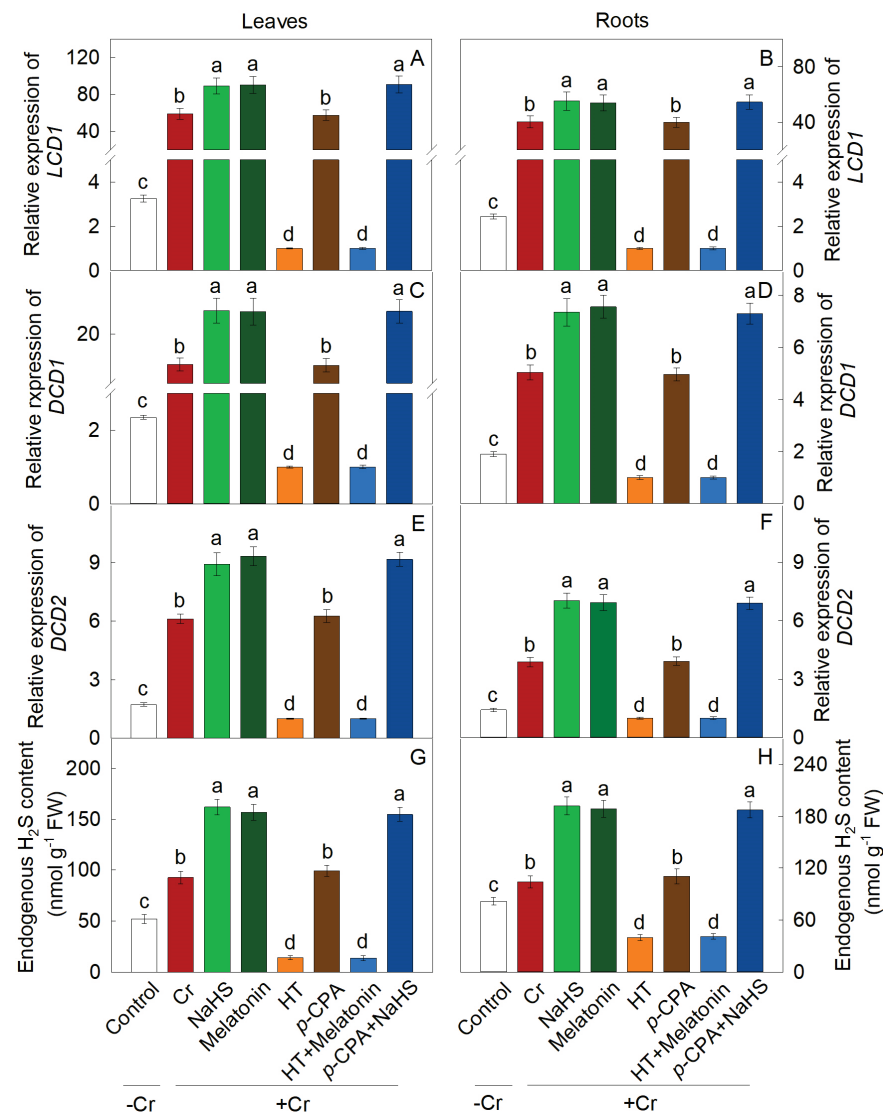 Leaves
Roots
Relative expression of
LCD1
120
80
40
4
2
0
A
c
b
a
a
d
b
d
a
B
c
b
a
a
d
b
d
a
80
40
4
2
0
Relative expression of
LCD1
Relative rxpression of
DCD1
20
2
0
C
c
b
a
a
d
b
d
a
D
c
b
a
a
d
b
d
a
8
6
4
2
0
Relative rxpression of
DCD1
Relative expression of
DCD2
9
6
3
0
E
c
b
a
a
d
b
d
a
F
c
b
a
a
d
b
d
a
9
6
3
0
Relative expression of
DCD2
Endogenous H₂S content
(nmol g⁻¹ FW)
200
150
100
50
0
G
c
b
a
a
d
b
d
a
H
c
b
a
a
d
b
d
a
240
180
120
60
0
Endogenous H₂S content
(nmol g⁻¹ FW)
Control
Cr
NaHS
Melatonin
HT
p-CPA
HT+Melatonin
p-CPA+NaHS
Control
Cr
NaHS
Melatonin
HT
p-CPA
HT+Melatonin
p-CPA+NaHS
-Cr
+Cr
-Cr
+Cr